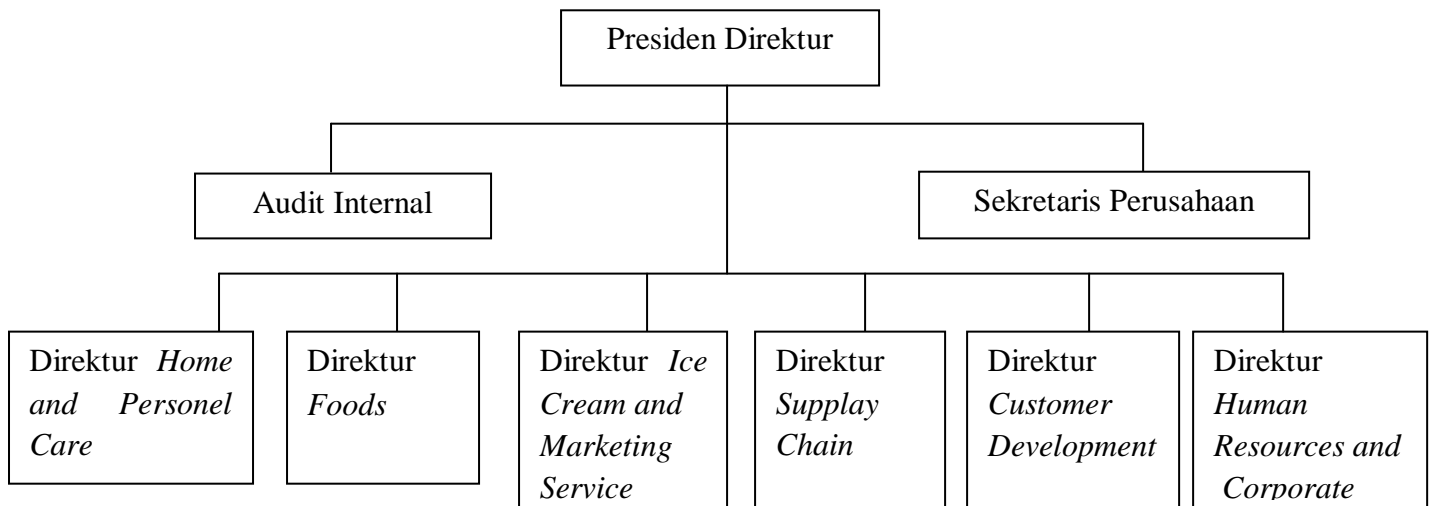 Presiden Direktur
Audit Internal
Sekretaris Perusahaan
Direktur Home
and Personel
Care
Direktur
Foods
Direktur Ice
Cream and
Marketing
Service
Direktur
Supplay
Chain
Direktur
Customer
Development
Direktur
Human
Resources and
Corporate